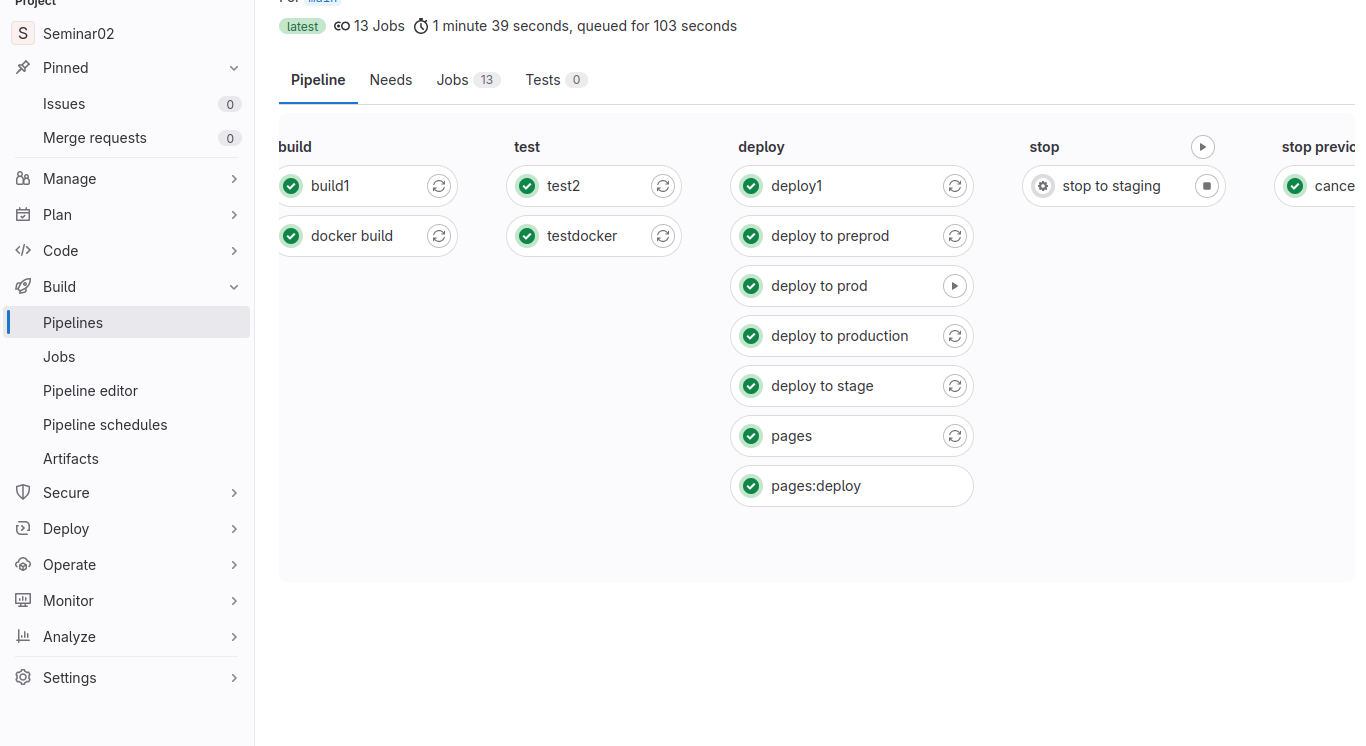 Project
S Seminar02
Pinned
Issues 0
Merge requests 0
Manage
Plan
Code
Build
Pipelines
Jobs
Pipeline editor
Pipeline schedules
Artifacts
Secure
Deploy
Operate
Monitor
Analyze
Settings
For main
latest 13 Jobs 1 minute 39 seconds, queued for 103 seconds
Pipeline Needs Jobs 13 Tests 0
build
build1
docker build
test
test2
testdocker
deploy
deploy1
deploy to preprod
deploy to prod
deploy to production
deploy to stage
pages
pages:deploy
stop
stop to staging
stop previo
cance